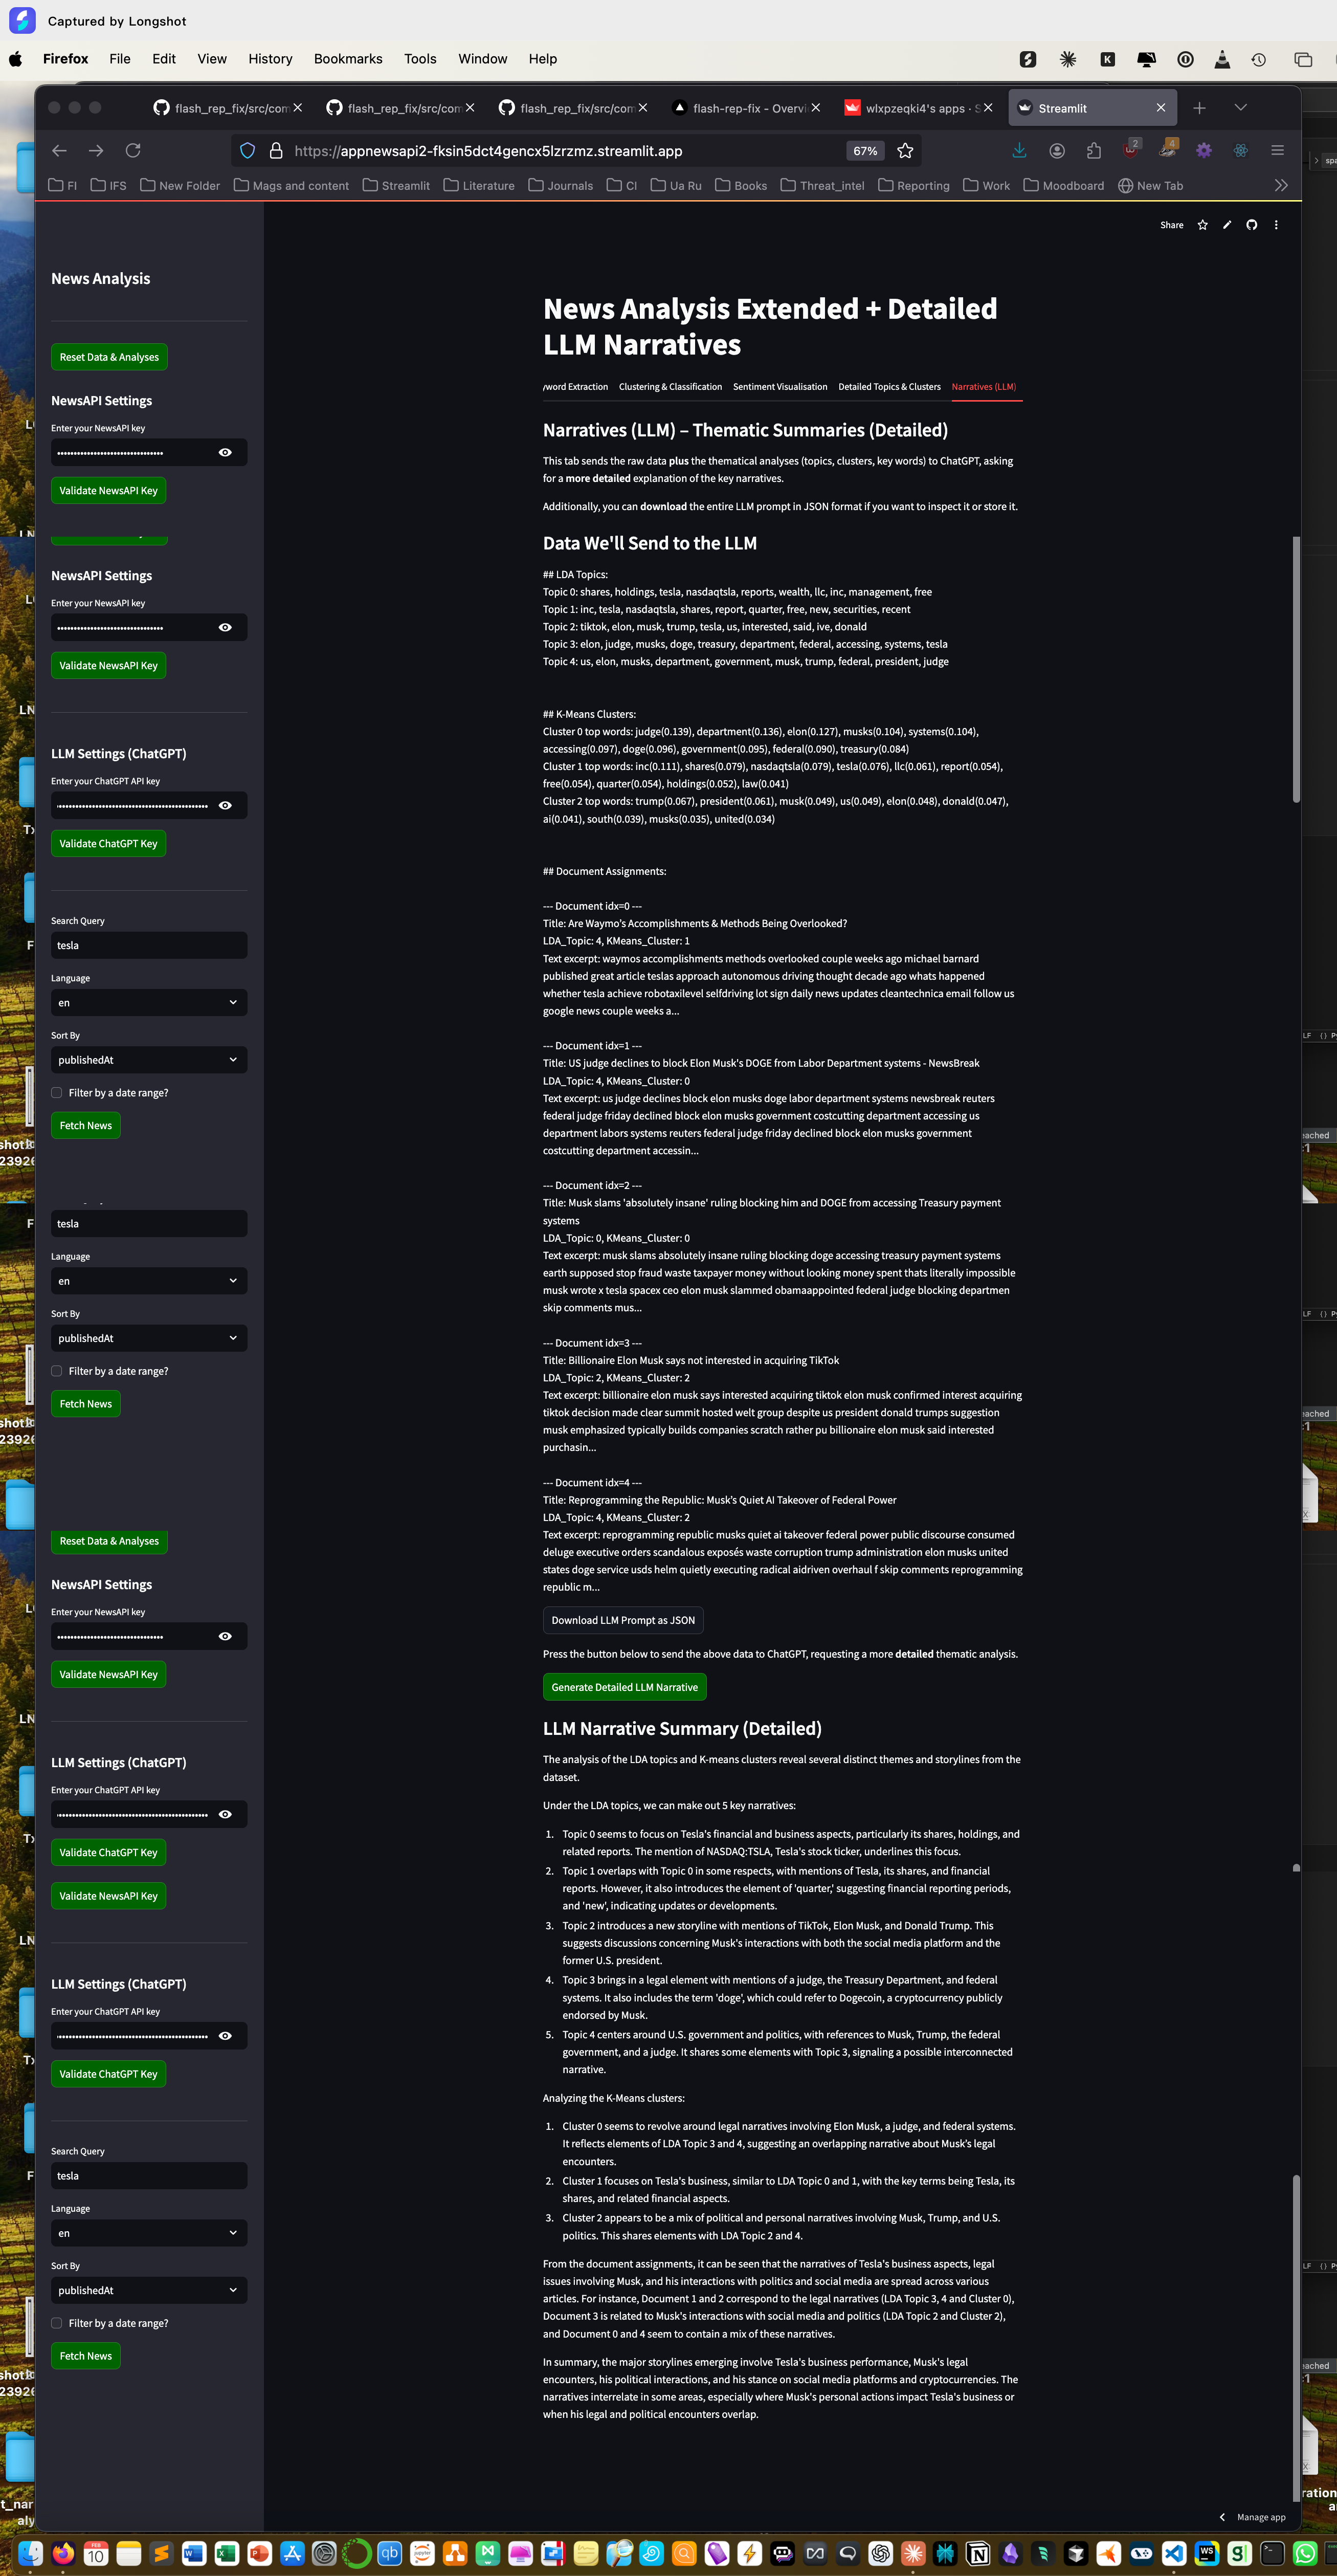 Captured by Longshot
Firefox File Edit View History Bookmarks Tools Window Help
flash_rep_fix/src/com
flash_rep_fix/src/com
flash_rep_fix/src/com
flash-rep-fix - Overvi
wlxpzeqki4's apps · S
Streamlit
https://appnewsapi2-fksin5dct4gencx5lzrzmz.streamlit.app
67%
2
4
FI IFS New Folder Mags and content Streamlit Literature Journals CI Ua Ru Books Threat_intel Reporting Work Moodboard New Tab
Share
News Analysis
Reset Data & Analyses
NewsAPI Settings
Enter your NewsAPI key
Validate NewsAPI Key
NewsAPI Settings
Enter your NewsAPI key
Validate NewsAPI Key
LLM Settings (ChatGPT)
Enter your ChatGPT API key
Validate ChatGPT Key
Search Query
tesla
Language
en
Sort By
publishedAt
Filter by a date range?
Fetch News
tesla
Language
en
Sort By
publishedAt
Filter by a date range?
Fetch News
Reset Data & Analyses
NewsAPI Settings
Enter your NewsAPI key
Validate NewsAPI Key
LLM Settings (ChatGPT)
Enter your ChatGPT API key
Validate ChatGPT Key
Validate NewsAPI Key
LLM Settings (ChatGPT)
Enter your ChatGPT API key
Validate ChatGPT Key
Search Query
tesla
Language
en
Sort By
publishedAt
Filter by a date range?
Fetch News
News Analysis Extended + Detailed
LLM Narratives
word Extraction Clustering & Classification Sentiment Visualisation Detailed Topics & Clusters Narratives (LLM)
Narratives (LLM) – Thematic Summaries (Detailed)
This tab sends the raw data plus the thematical analyses (topics, clusters, key words) to ChatGPT, asking
for a more detailed explanation of the key narratives.
Additionally, you can download the entire LLM prompt in JSON format if you want to inspect it or store it.
Data We'll Send to the LLM
## LDA Topics:
Topic 0: shares, holdings, tesla, nasdaqtsla, reports, wealth, llc, inc, management, free
Topic 1: inc, tesla, nasdaqtsla, shares, report, quarter, free, new, securities, recent
Topic 2: tiktok, elon, musk, trump, tesla, us, interested, said, ive, donald
Topic 3: elon, judge, musks, doge, treasury, department, federal, accessing, systems, tesla
Topic 4: us, elon, musks, department, government, musk, trump, federal, president, judge
## K-Means Clusters:
Cluster 0 top words: judge(0.139), department(0.136), elon(0.127), musks(0.104), systems(0.104),
accessing(0.097), doge(0.096), government(0.095), federal(0.090), treasury(0.084)
Cluster 1 top words: inc(0.111), shares(0.079), nasdaqtsla(0.079), tesla(0.076), llc(0.061), report(0.054),
free(0.054), quarter(0.054), holdings(0.052), law(0.041)
Cluster 2 top words: trump(0.067), president(0.061), musk(0.049), us(0.049), elon(0.048), donald(0.047),
ai(0.041), south(0.039), musks(0.035), united(0.034)
## Document Assignments:
--- Document idx=0 ---
Title: Are Waymo's Accomplishments & Methods Being Overlooked?
LDA_Topic: 4, KMeans_Cluster: 1
Text excerpt: waymos accomplishments methods overlooked couple weeks ago michael barnard
published great article teslas approach autonomous driving thought decade ago whats happened
whether tesla achieve robotaxilevel selfdriving lot sign daily news updates cleantechnica email follow us
google news couple weeks a...
--- Document idx=1 ---
Title: US judge declines to block Elon Musk's DOGE from Labor Department systems - NewsBreak
LDA_Topic: 4, KMeans_Cluster: 0
Text excerpt: us judge declines block elon musks doge labor department systems newsbreak reuters
federal judge friday declined block elon musks government costcutting department accessing us
department labors systems reuters federal judge friday declined block elon musks government
costcutting department accessin...
--- Document idx=2 ---
Title: Musk slams 'absolutely insane' ruling blocking him and DOGE from accessing Treasury payment
systems
LDA_Topic: 0, KMeans_Cluster: 0
Text excerpt: musk slams absolutely insane ruling blocking doge accessing treasury payment systems
earth supposed stop fraud waste taxpayer money without looking money spent thats literally impossible
musk wrote x tesla spacex ceo elon musk slammed obamaappointed federal judge blocking departmen
skip comments mus...
--- Document idx=3 ---
Title: Billionaire Elon Musk says not interested in acquiring TikTok
LDA_Topic: 2, KMeans_Cluster: 2
Text excerpt: billionaire elon musk says interested acquiring tiktok elon musk confirmed interest acquiring
tiktok decision made clear summit hosted welt group despite us president donald trumps suggestion
musk emphasized typically builds companies scratch rather pu billionaire elon musk said interested
purchasin...
--- Document idx=4 ---
Title: Reprogramming the Republic: Musk's Quiet AI Takeover of Federal Power
LDA_Topic: 4, KMeans_Cluster: 2
Text excerpt: reprogramming republic musks quiet ai takeover federal power public discourse consumed
deluge executive orders scandalous exposés waste corruption trump administration elon musks united
states doge service usds helm quietly executing radical aidriven overhaul f skip comments reprogramming
republic m...
Download LLM Prompt as JSON
Press the button below to send the above data to ChatGPT, requesting a more detailed thematic analysis.
Generate Detailed LLM Narrative
LLM Narrative Summary (Detailed)
The analysis of the LDA topics and K-means clusters reveal several distinct themes and storylines from the
dataset.
Under the LDA topics, we can make out 5 key narratives:
1. Topic 0 seems to focus on Tesla's financial and business aspects, particularly its shares, holdings, and
related reports. The mention of NASDAQ:TSLA, Tesla's stock ticker, underlines this focus.
2. Topic 1 overlaps with Topic 0 in some respects, with mentions of Tesla, its shares, and financial
reports. However, it also introduces the element of 'quarter,' suggesting financial reporting periods,
and 'new', indicating updates or developments.
3. Topic 2 introduces a new storyline with mentions of TikTok, Elon Musk, and Donald Trump. This
suggests discussions concerning Musk's interactions with both the social media platform and the
former U.S. president.
4. Topic 3 brings in a legal element with mentions of a judge, the Treasury Department, and federal
systems. It also includes the term 'doge', which could refer to Dogecoin, a cryptocurrency publicly
endorsed by Musk.
5. Topic 4 centers around U.S. government and politics, with references to Musk, Trump, the federal
government, and a judge. It shares some elements with Topic 3, signaling a possible interconnected
narrative.
Analyzing the K-Means clusters:
1. Cluster 0 seems to revolve around legal narratives involving Elon Musk, a judge, and federal systems.
It reflects elements of LDA Topic 3 and 4, suggesting an overlapping narrative about Musk's legal
encounters.
2. Cluster 1 focuses on Tesla's business, similar to LDA Topic 0 and 1, with the key terms being Tesla, its
shares, and related financial aspects.
3. Cluster 2 appears to be a mix of political and personal narratives involving Musk, Trump, and U.S.
politics. This shares elements with LDA Topic 2 and 4.
From the document assignments, it can be seen that the narratives of Tesla's business aspects, legal
issues involving Musk, and his interactions with politics and social media are spread across various
articles. For instance, Document 1 and 2 correspond to the legal narratives (LDA Topic 3, 4 and Cluster 0),
Document 3 is related to Musk's interactions with social media and politics (LDA Topic 2 and Cluster 2),
and Document 0 and 4 seem to contain a mix of these narratives.
In summary, the major storylines emerging involve Tesla's business performance, Musk's legal
encounters, his political interactions, and his stance on social media platforms and cryptocurrencies. The
narratives interrelate in some areas, especially where Musk's personal actions impact Tesla's business or
when his legal and political encounters overlap.
Manage app